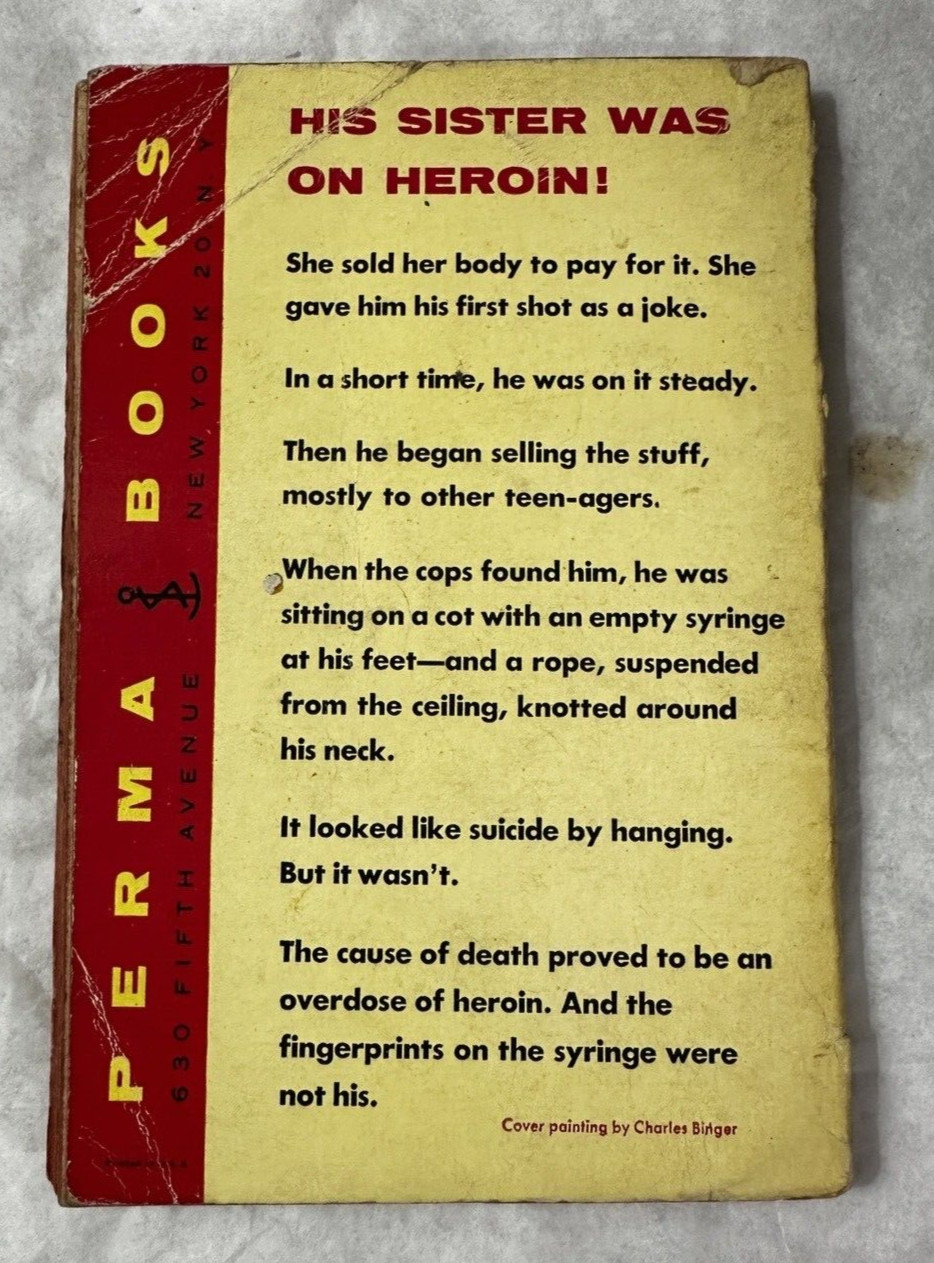 HIS SISTER WAS
ON HEROIN!
She sold her body to pay for it. She
gave him his first shot as a joke.
In a short time, he was on it steady.
Then he began selling the stuff,
mostly to other teen-agers.
When the cops found him, he was
sitting on a cot with an empty syringe
at his feet—and a rope, suspended
from the ceiling, knotted around
his neck.
It looked like suicide by hanging.
But it wasn't.
The cause of death proved to be an
overdose of heroin. And the
fingerprints on the syringe were
not his.
Cover painting by Charles Binger
PERMA BOOKS
630 FIFTH AVENUE NEW YORK 20 N Y